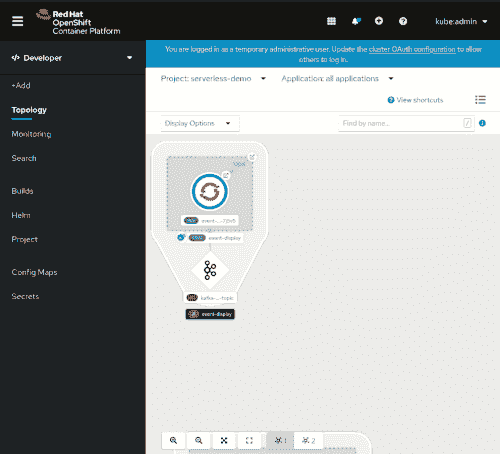 Red Hat
OpenShift
Container Platform
kube:admin
You are logged in as a temporary administrative user. Update the cluster OAuth configuration to allow
others to log in.
Developer
Project: serverless-demo
Application: all applications
+Add
View shortcuts
Topology
Display Options
Find by name...
/
Monitoring
Search
100%
Builds
Helm
event-display
Project
Config Maps
Secrets
kafka-...-topic
event-display
1
2